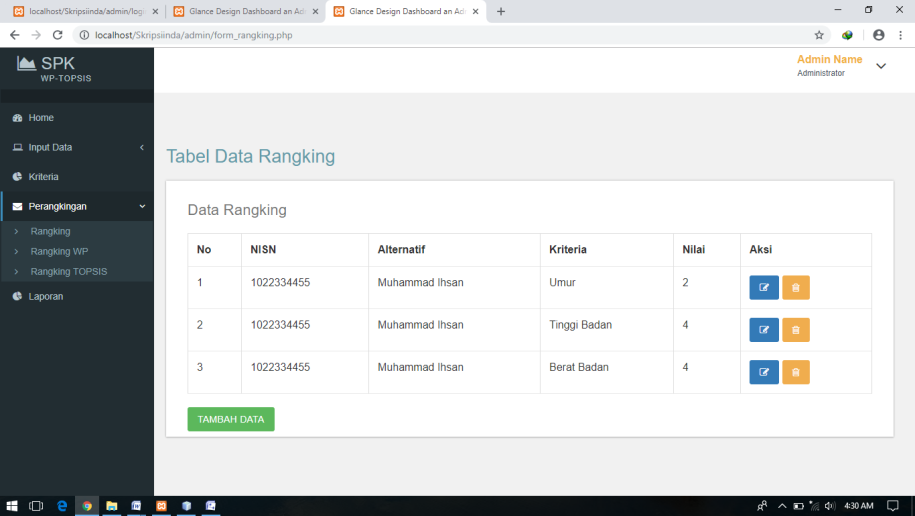 localhost/Skripsiinda/admin/logi
Glance Design Dashboard an Ad
Glance Design Dashboard an Ad
localhost/Skripsiinda/admin/form_rangking.php
SPK
WP-TOPSIS
Admin Name
Administrator
Home
Input Data
Kriteria
Perangkingan
Rangking
Rangking WP
Rangking TOPSIS
Laporan
Tabel Data Rangking
Data Rangking
No NISN Alternatif Kriteria Nilai Aksi
1 1022334455 Muhammad Ihsan Umur 2
2 1022334455 Muhammad Ihsan Tinggi Badan 4
3 1022334455 Muhammad Ihsan Berat Badan 4
TAMBAH DATA
4:30 AM